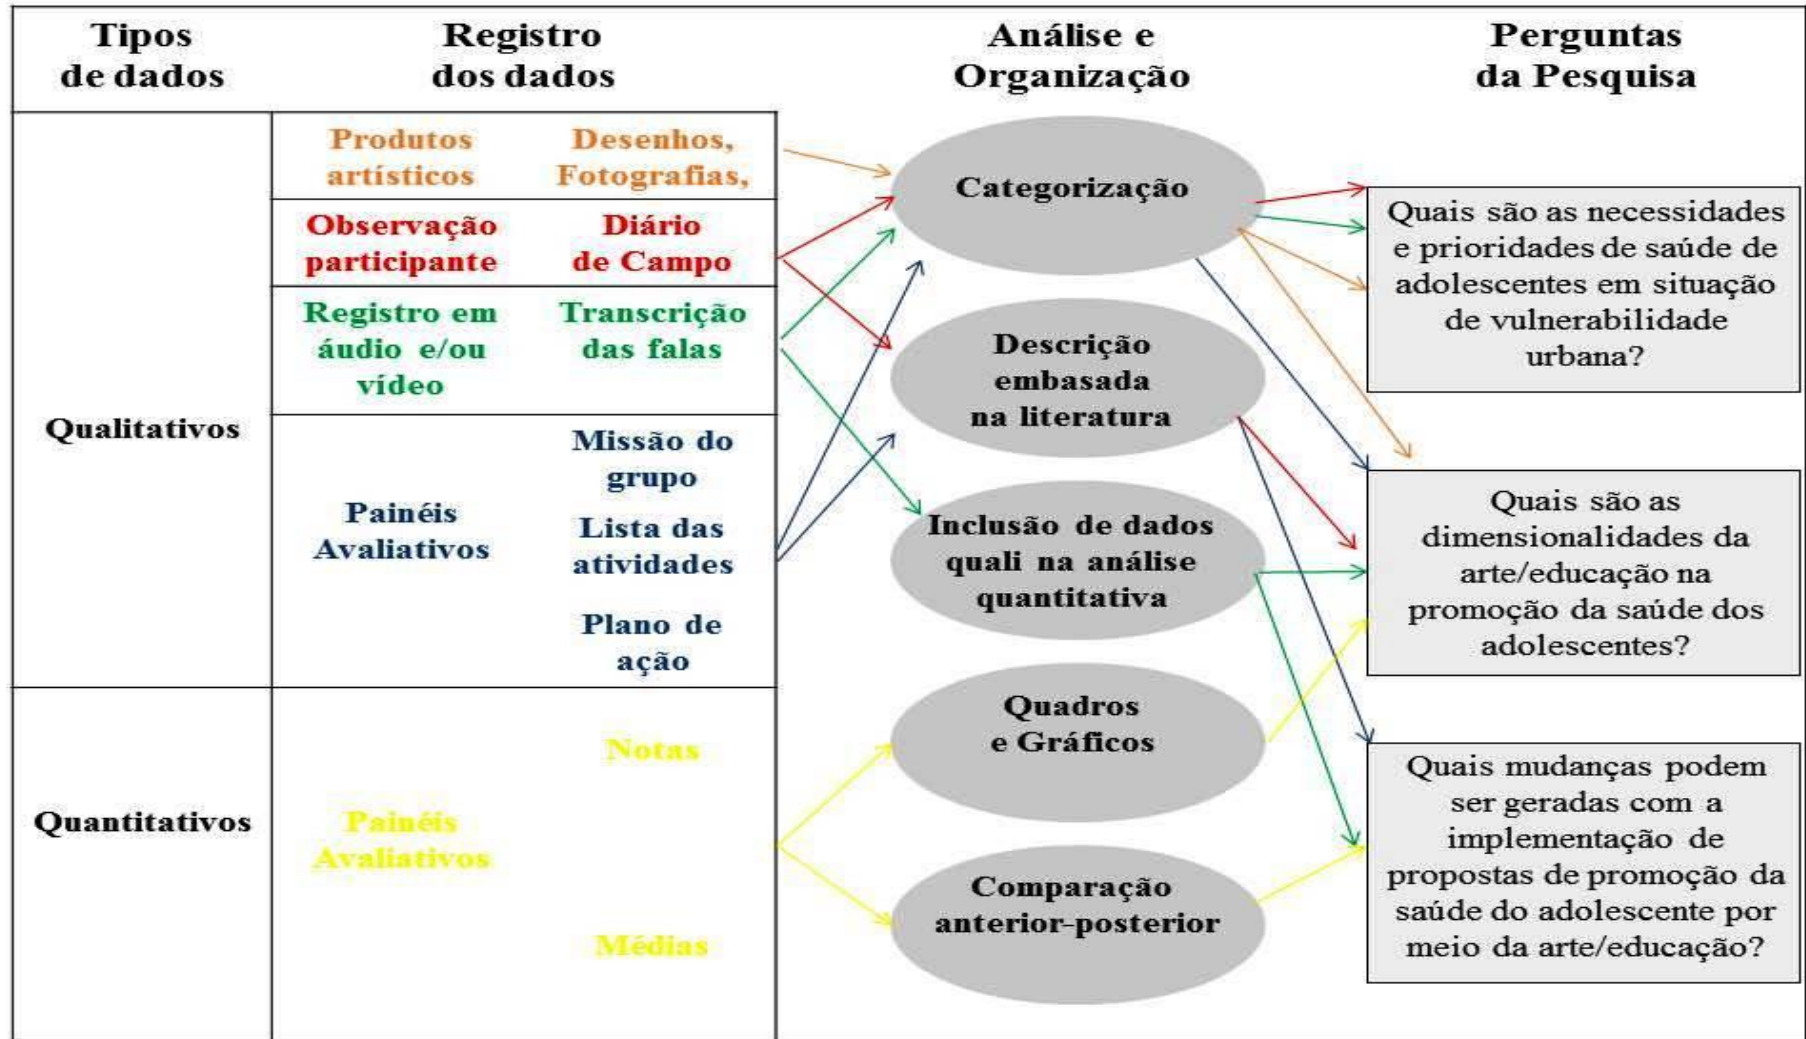 Tipos
de dados
Registro
dos dados
Análise e
Organização
Perguntas
da Pesquisa
Qualitativos
Produtos
artísticos
Desenhos,
Fotografias,
Observação
participante
Diário
de Campo
Registro em
áudio e/ou
vídeo
Transcrição
das falas
Painéis
Avaliativos
Missão do
grupo
Lista das
atividades
Plano de
ação
Quantitativos
Painéis
Avaliativos
Notas
Médias
Categorização
Descrição
embasada
na literatura
Inclusão de dados
quali na análise
quantitativa
Quadros
e Gráficos
Comparação
anterior-posterior
Quais são as necessidades
e prioridades de saúde de
adolescentes em situação
de vulnerabilidade
urbana?
Quais são as
dimensionalidades da
arte/educação na
promoção da saúde dos
adolescentes?
Quais mudanças podem
ser geradas com a
implementação de
propostas de promoção da
saúde do adolescente por
meio da arte/educação?